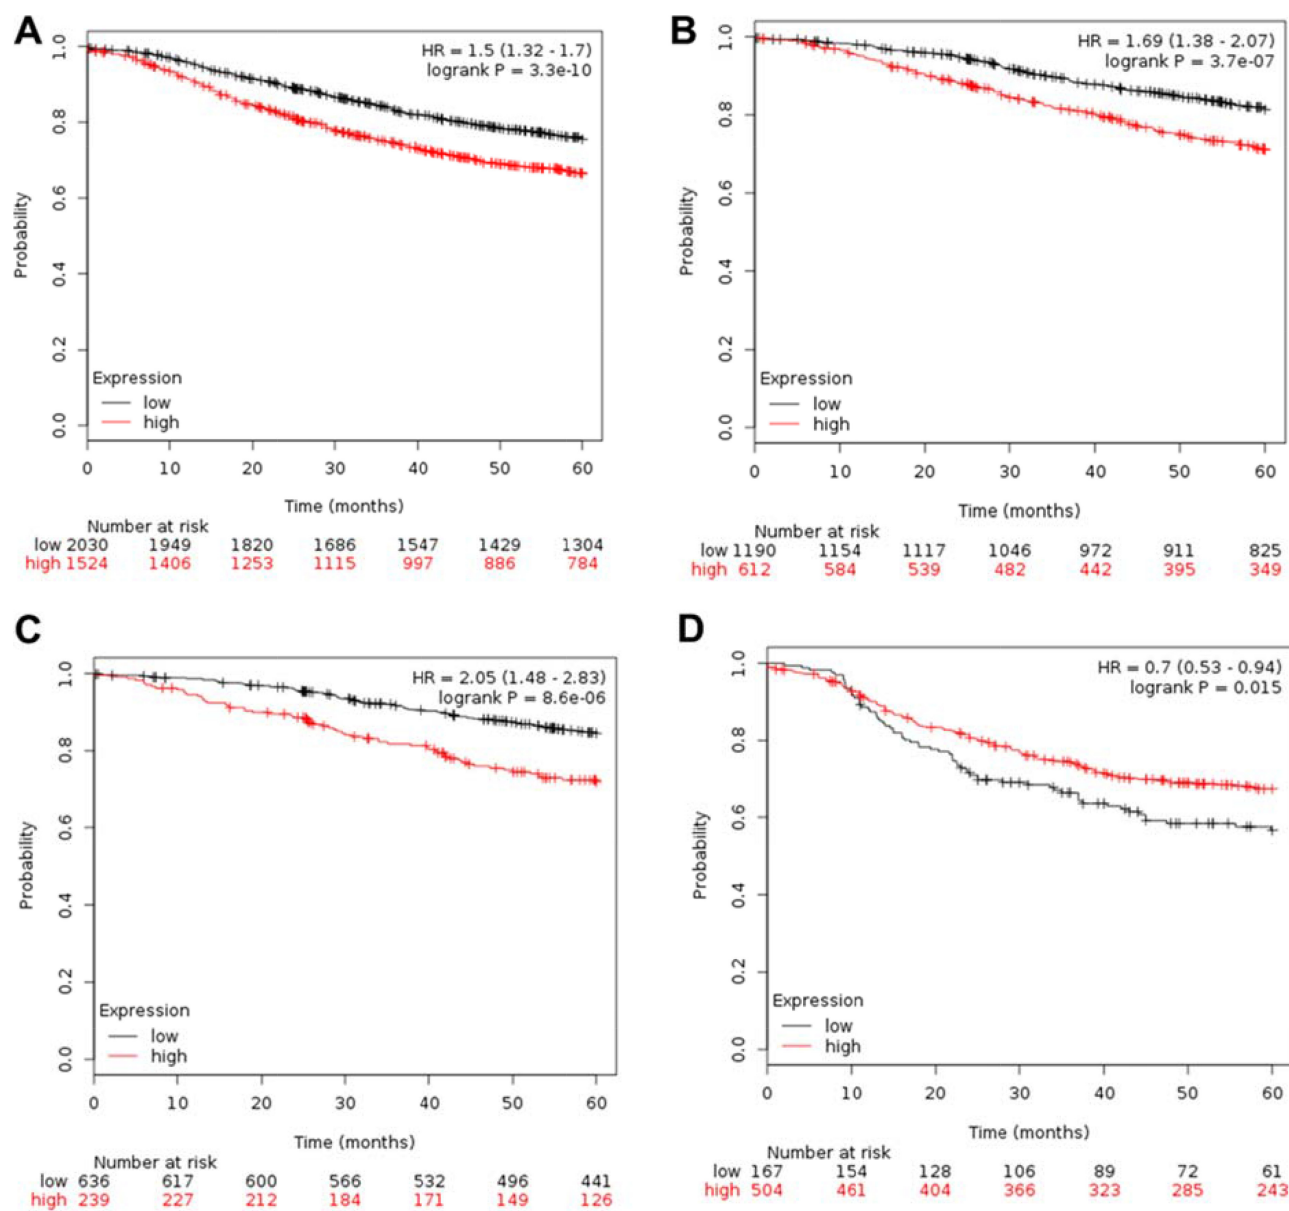 A
HR = 1.5 (1.32 - 1.7)
logrank P = 3.3e-10
Probability
1.0
0.8
0.6
0.4
0.2
0.0
Expression
low
high
0 10 20 30 40 50 60
Time (months)
Number at risk
low 2030 1949 1820 1686 1547 1429 1304
high 1524 1406 1253 1115 997 886 784
B
HR = 1.69 (1.38 - 2.07)
logrank P = 3.7e-07
Probability
1.0
0.8
0.6
0.4
0.2
0.0
Expression
low
high
0 10 20 30 40 50 60
Time (months)
Number at risk
low 1190 1154 1117 1046 972 911 825
high 612 584 539 482 442 395 349
C
HR = 2.05 (1.48 - 2.83)
logrank P = 8.6e-06
Probability
1.0
0.8
0.6
0.4
0.2
0.0
Expression
low
high
0 10 20 30 40 50 60
Time (months)
Number at risk
low 636 617 600 566 532 496 441
high 239 227 212 184 171 149 126
D
HR = 0.7 (0.53 - 0.94)
logrank P = 0.015
Probability
1.0
0.8
0.6
0.4
0.2
0.0
Expression
low
high
0 10 20 30 40 50 60
Time (months)
Number at risk
low 167 154 128 106 89 72 61
high 504 461 404 366 323 285 243